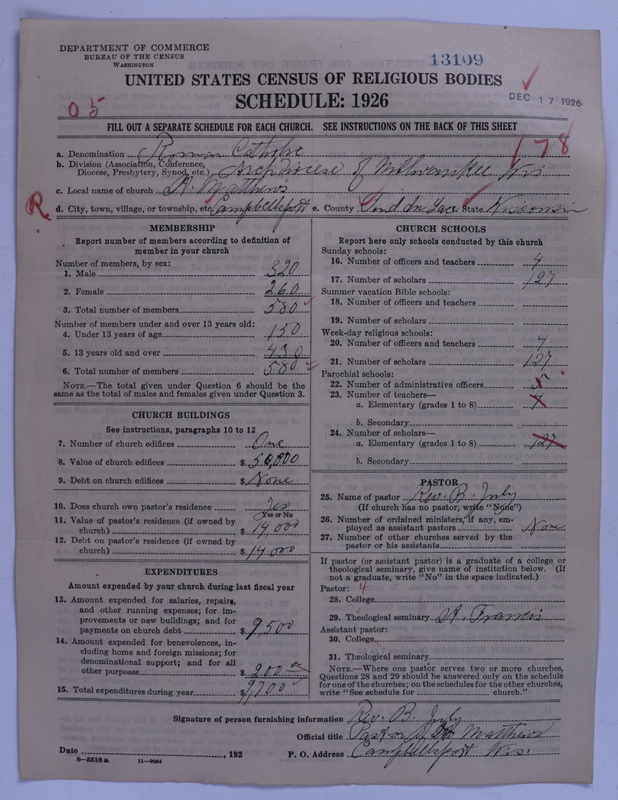 DEPARTMENT OF COMMERCE
BUREAU OF THE CENSUS
WASHINGTON
13109
UNITED STATES CENSUS OF RELIGIOUS BODIES
SCHEDULE: 1926
DEC 17 1926
05
FILL OUT A SEPARATE SCHEDULE FOR EACH CHURCH. SEE INSTRUCTIONS ON THE BACK OF THIS SHEET
178
a. Denomination Roman Catholic
b. Division (Association, Conference, Diocese, Presbytery, Synod, etc.) Archdiocese of Milwaukee Wis
c. Local name of church St. Matthews
R
d. City, town, village, or township, etc. Campbellsport e. County Fond du Lac f. State Wisconsin
MEMBERSHIP
Report number of members according to definition of member in your church
Number of members, by sex:
1. Male 320
2. Female 260
3. Total number of members 580
Number of members under and over 13 years old:
4. Under 13 years of age 150
5. 13 years old and over 430
6. Total number of members 580
NOTE.—The total given under Question 6 should be the same as the total of males and females given under Question 3.
CHURCH BUILDINGS
See instructions, paragraphs 10 to 12
7. Number of church edifices One
8. Value of church edifices $ 50,000
9. Debt on church edifices $ None
10. Does church own pastor's residence Yes
Yes or No
11. Value of pastor's residence (if owned by church) $ 14,000
12. Debt on pastor's residence (if owned by church) $ 14,000
EXPENDITURES
Amount expended by your church during last fiscal year
13. Amount expended for salaries, repairs, and other running expenses; for improvements or new buildings; and for payments on church debt $ 9,500
14. Amount expended for benevolences, including home and foreign missions; for denominational support; and for all other purposes $ 200.00
15. Total expenditures during year $ 9,700
CHURCH SCHOOLS
Report here only schools conducted by this church
Sunday schools:
16. Number of officers and teachers 4
17. Number of scholars 127
Summer vacation Bible schools:
18. Number of officers and teachers
19. Number of scholars
Week-day religious schools:
20. Number of officers and teachers 4
21. Number of scholars 127
Parochial schools:
22. Number of administrative officers
23. Number of teachers—
a. Elementary (grades 1 to 8)
b. Secondary
24. Number of scholars—
a. Elementary (grades 1 to 8) 127
b. Secondary
PASTOR
25. Name of pastor Rev. B. July
(If church has no pastor, write "None")
26. Number of ordained ministers, if any, employed as assistant pastors None
27. Number of other churches served by the pastor or his assistants
If pastor (or assistant pastor) is a graduate of a college or theological seminary, give name of institution below. (If not a graduate, write "No" in the space indicated.)
Pastor: 4
28. College
29. Theological seminary St. Francis
Assistant pastor:
30. College
31. Theological seminary
NOTE.—Where one pastor serves two or more churches, Questions 28 and 29 should be answered only on the schedule for one of the churches; on the schedules for the other churches, write "See schedule for ........ church."
Signature of person furnishing information Rev. B. July
Official title Pastor of St. Matthews
Date ........, 192 P. O. Address Campbellsport Wis.
8—5518a 11—9064